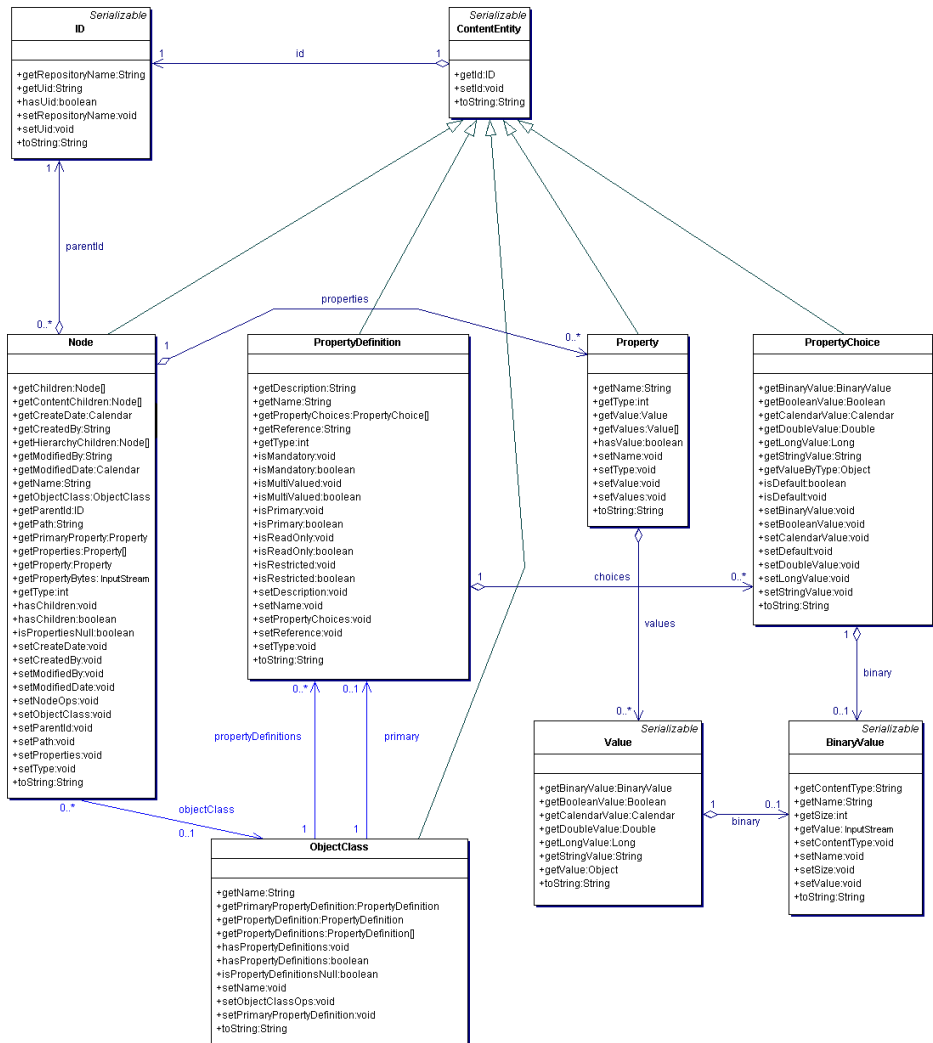 Serializable
ID
+getRepositoryName:String
+getUid:String
+hasUid:boolean
+setRepositoryName:void
+setUid:void
+toString:String
Serializable
ContentEntity
+getId:ID
+setId:void
+toString:String
1
id
1
1
parentId
0..*
1
properties
0..*
Node
+getChildren:Node[]
+getContentChildren:Node[]
+getCreateDate:Calendar
+getCreatedBy:String
+getHierarchyChildren:Node[]
+getModifiedBy:String
+getModifiedDate:Calendar
+getName:String
+getObjectClass:ObjectClass
+getParentId:ID
+getPath:String
+getPrimaryProperty:Property
+getProperties:Property[]
+getProperty:Property
+getPropertyBytes: InputStream
+getType:int
+hasChildren:void
+hasChildren:boolean
+isPropertiesNull:boolean
+setCreateDate:void
+setCreatedBy:void
+setModifiedBy:void
+setModifiedDate:void
+setNodeOps:void
+setObjectClass:void
+setParentId:void
+setPath:void
+setProperties:void
+setType:void
+toString:String
PropertyDefinition
+getDescription:String
+getName:String
+getPropertyChoices:PropertyChoice[]
+getReference:String
+getType:int
+isMandatory:void
+isMandatory:boolean
+isMultiValued:void
+isMultiValued:boolean
+isPrimary:void
+isPrimary:boolean
+isReadOnly:void
+isReadOnly:boolean
+isRestricted:void
+isRestricted:boolean
+setDescription:void
+setName:void
+setPropertyChoices:void
+setReference:void
+setType:void
+toString:String
Property
+getName:String
+getType:int
+getValue:Value
+getValues:Value[]
+hasValue:boolean
+setName:void
+setType:void
+setValue:void
+setValues:void
+toString:String
PropertyChoice
+getBinaryValue:BinaryValue
+getBooleanValue:Boolean
+getCalendarValue:Calendar
+getDoubleValue:Double
+getLongValue:Long
+getStringValue:String
+getValueByType:Object
+isDefault:boolean
+isDefault:void
+setBinaryValue:void
+setBooleanValue:void
+setCalendarValue:void
+setDefault:void
+setDoubleValue:void
+setLongValue:void
+setStringValue:void
+toString:String
1
choices
0..*
values
0..*
1
binary
0..1
0..*
0..1
propertyDefinitions
primary
1
1
0..*
objectClass
0..1
Serializable
Value
+getBinaryValue:BinaryValue
+getBooleanValue:Boolean
+getCalendarValue:Calendar
+getDoubleValue:Double
+getLongValue:Long
+getStringValue:String
+getValue:Object
+toString:String
1
binary
0..1
Serializable
BinaryValue
+getContentType:String
+getName:String
+getSize:int
+getValue: InputStream
+setContentType:void
+setName:void
+setSize:void
+setValue:void
+toString:String
ObjectClass
+getName:String
+getPrimaryPropertyDefinition:PropertyDefinition
+getPropertyDefinition:PropertyDefinition
+getPropertyDefinitions:PropertyDefinition[]
+hasPropertyDefinitions:void
+hasPropertyDefinitions:boolean
+isPropertyDefinitionsNull:boolean
+setName:void
+setObjectClassOps:void
+setPrimaryPropertyDefinition:void
+toString:String